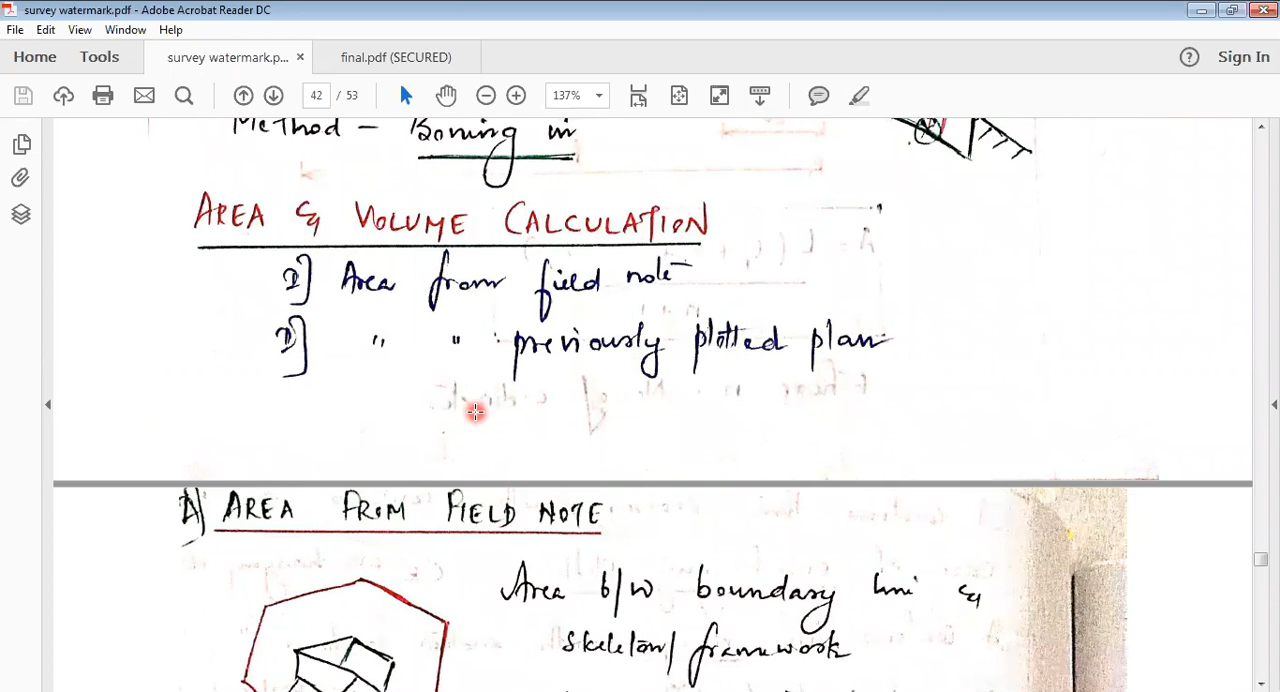 survey watermark.pdf - Adobe Acrobat Reader DC
File Edit View Window Help
Home Tools survey watermark.p... × final.pdf (SECURED) Sign In
42 / 53 137%
Method - Boning in
AREA & VOLUME CALCULATION
I] Area from field note
II] " " previously plotted plan
A) AREA FROM FIELD NOTE
Area b/w boundary line &
skeleton/framework